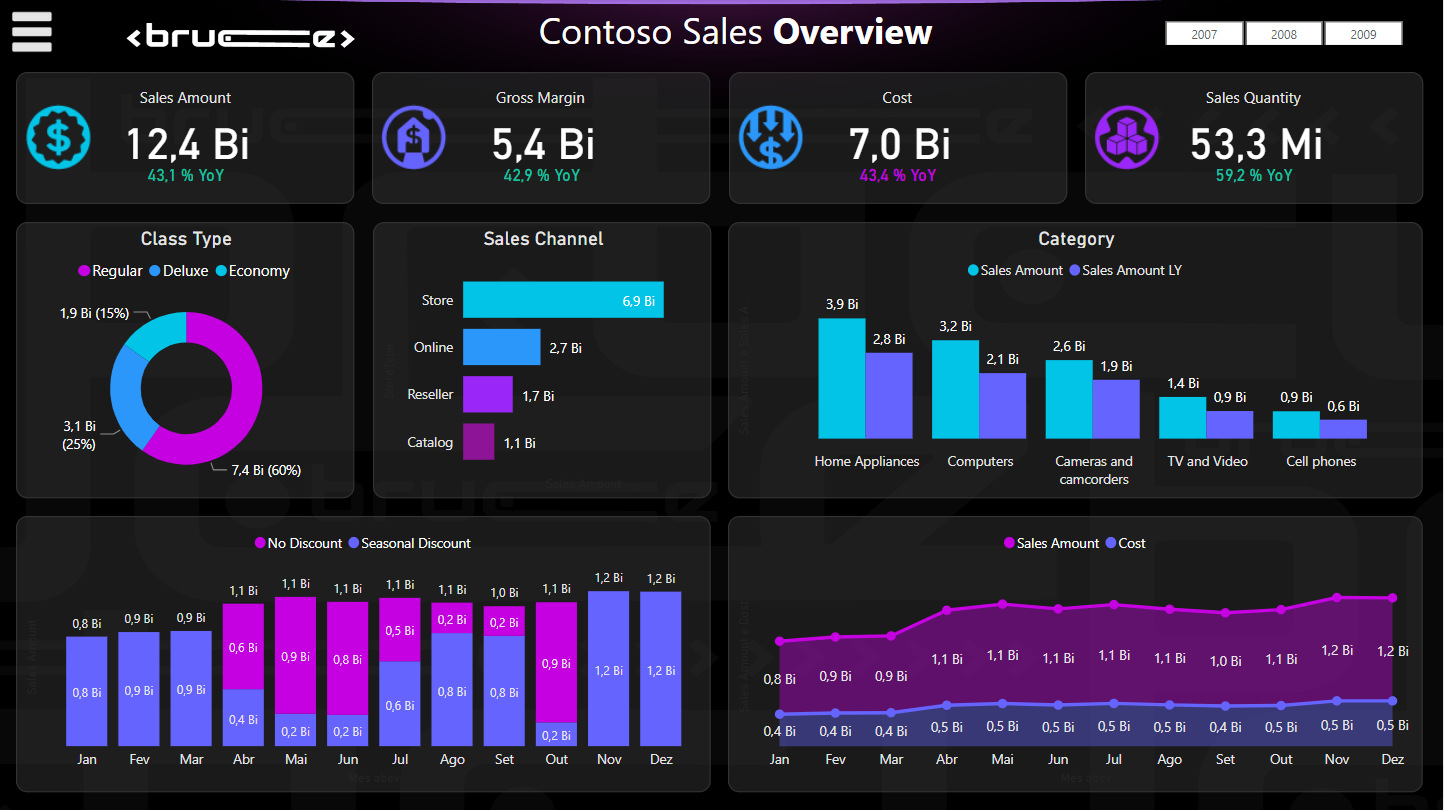 <bruce>
Contoso Sales Overview
2007 2008 2009
Sales Amount
12,4 Bi
43,1 % YoY
Gross Margin
5,4 Bi
42,9 % YoY
Cost
7,0 Bi
43,4 % YoY
Sales Quantity
53,3 Mi
59,2 % YoY
Class Type
Regular Deluxe Economy
1,9 Bi (15%)
3,1 Bi
(25%)
7,4 Bi (60%)
Sales Channel
Store 6,9 Bi
Online 2,7 Bi
Reseller 1,7 Bi
Catalog 1,1 Bi
Sales Amount
Category
Sales Amount Sales Amount LY
3,9 Bi 2,8 Bi 3,2 Bi 2,1 Bi 2,6 Bi 1,9 Bi 1,4 Bi 0,9 Bi 0,9 Bi 0,6 Bi
Home Appliances Computers Cameras and TV and Video Cell phones
camcorders
No Discount Seasonal Discount
0,8 Bi 0,9 Bi 0,9 Bi 1,1 Bi 1,1 Bi 1,1 Bi 1,1 Bi 1,1 Bi 1,0 Bi 1,1 Bi 1,2 Bi 1,2 Bi
0,6 Bi 0,9 Bi 0,8 Bi 0,5 Bi 0,2 Bi 0,2 Bi 0,9 Bi
0,8 Bi 0,9 Bi 0,9 Bi 0,4 Bi 0,2 Bi 0,2 Bi 0,6 Bi 0,8 Bi 0,8 Bi 0,2 Bi 1,2 Bi 1,2 Bi
Jan Fev Mar Abr Mai Jun Jul Ago Set Out Nov Dez
Sales Amount
Mes abev
Sales Amount Cost
0,8 Bi 0,9 Bi 0,9 Bi 1,1 Bi 1,1 Bi 1,1 Bi 1,1 Bi 1,1 Bi 1,0 Bi 1,1 Bi 1,2 Bi 1,2 Bi
0,4 Bi 0,4 Bi 0,4 Bi 0,5 Bi 0,5 Bi 0,5 Bi 0,5 Bi 0,5 Bi 0,4 Bi 0,5 Bi 0,5 Bi 0,5 Bi
Jan Fev Mar Abr Mai Jun Jul Ago Set Out Nov Dez
Sales Amount e Cost
Mes abev